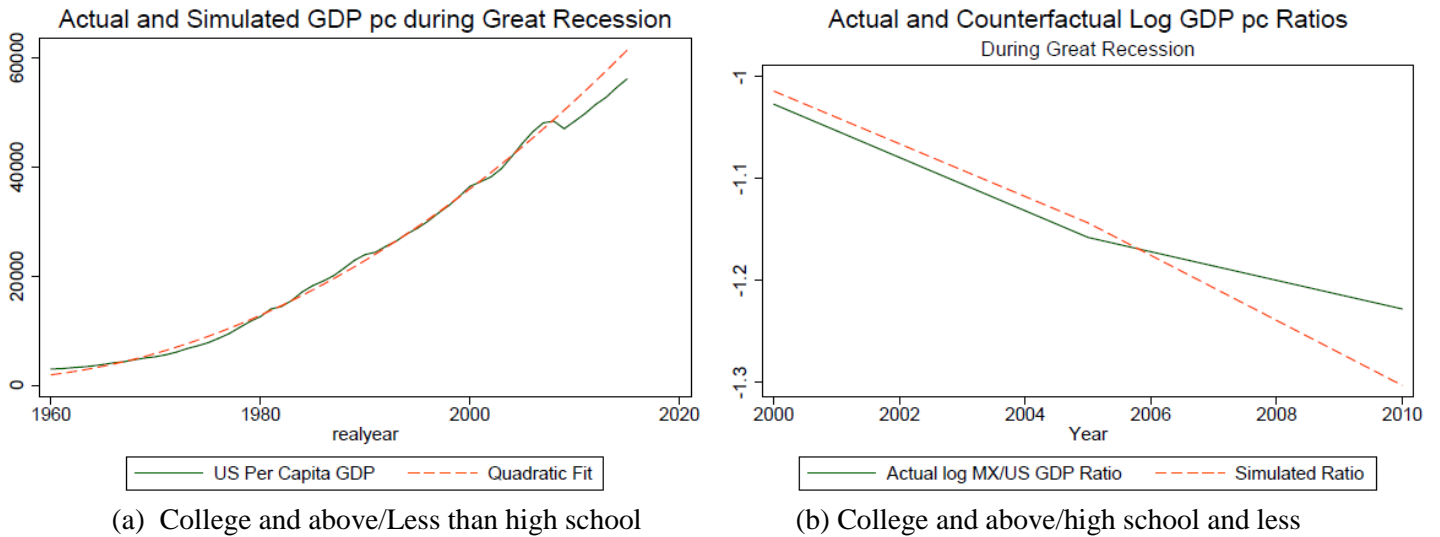 Actual and Simulated GDP pc during Great Recession
60000
40000
20000
0
1960
1980
2000
2020
realyear
US Per Capita GDP
Quadratic Fit
(a) College and above/Less than high school
Actual and Counterfactual Log GDP pc Ratios
During Great Recession
-1
-1.1
-1.2
-1.3
2000
2002
2004
2006
2008
2010
Year
Actual log MX/US GDP Ratio
Simulated Ratio
(b) College and above/high school and less